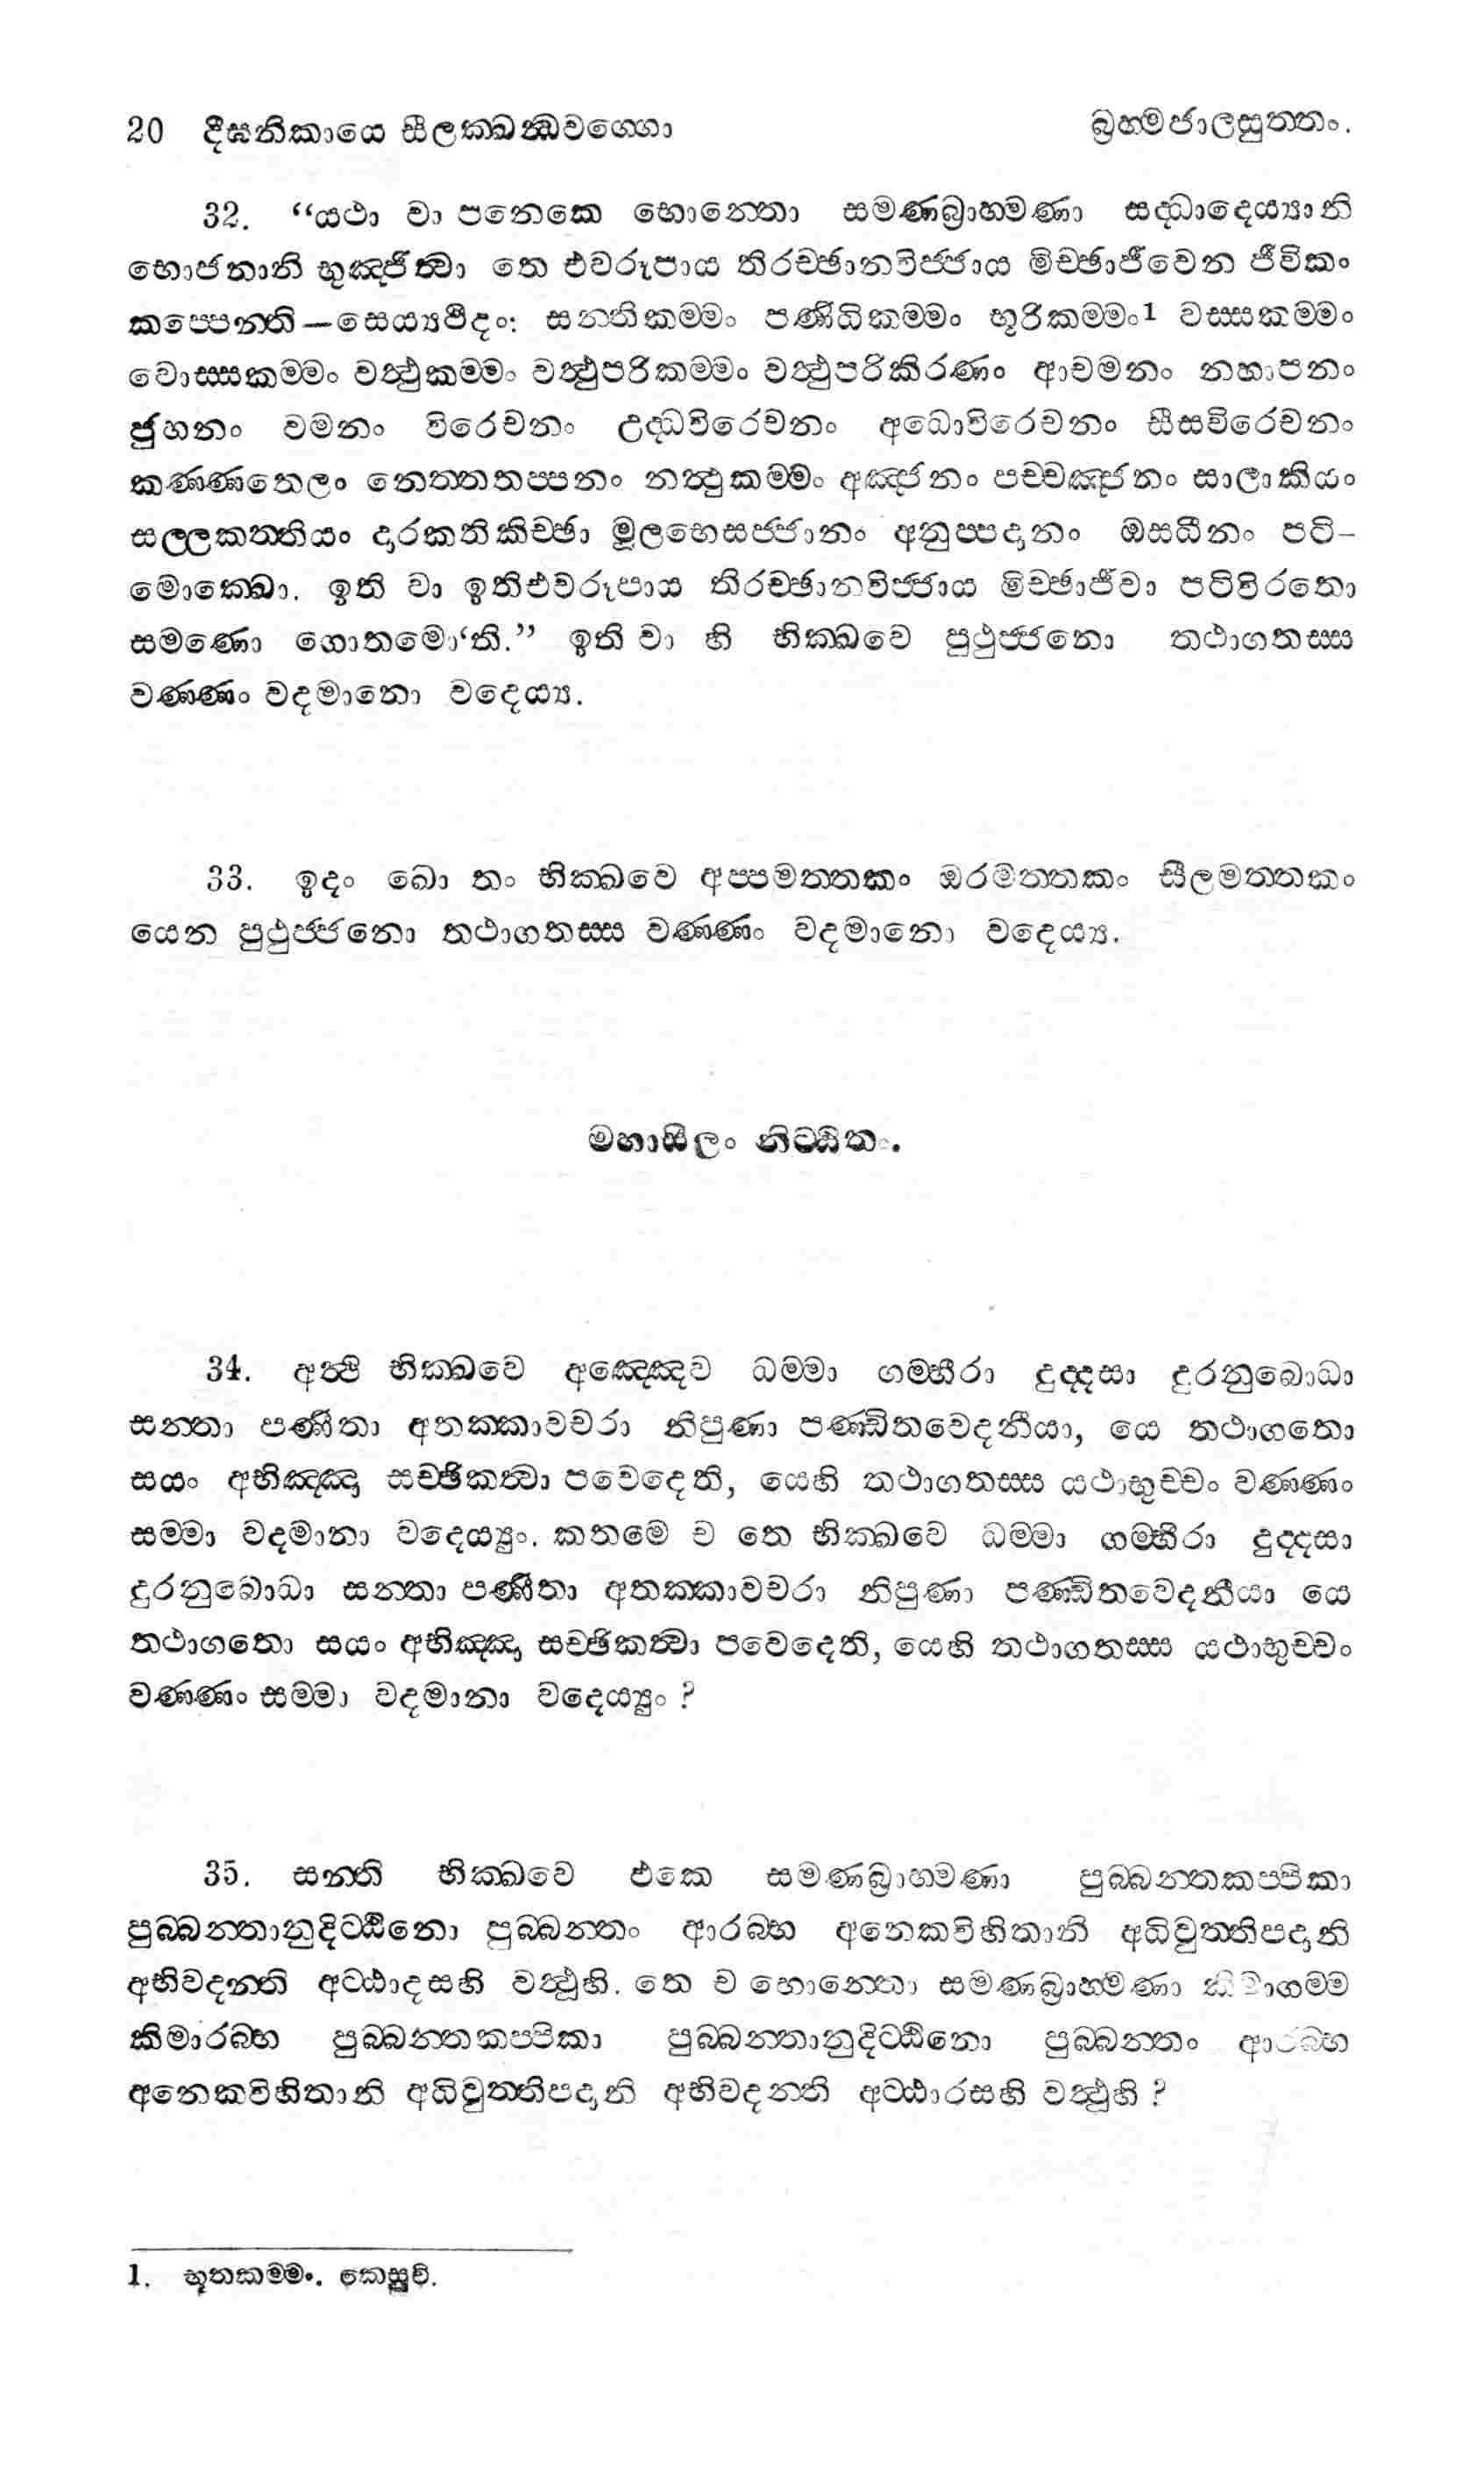 20 දීඝනිකායෙ සීලක්ඛන්ධවග්ගො
බ්‍රහ්මජාලසුත්තං.
32. “යථා වා පනෙකෙ භොන්තො සමණබ්‍රාහ්මණා සද්ධාදෙය්‍යානි
භොජනානි භුඤ්ජිත්වා තෙ එවරූපාය තිරච්ඡානවිජ්ජාය මිච්ඡාජීවෙන ජීවිකං
කප්පෙන්ති—සෙය්‍යථීදං: සන්තිකම්මං පණිධිකම්මං භූරිකම්මං1 වස්සකම්මං
වොස්සකම්මං වත්ථුකම්මං වත්ථුපරිකම්මං වත්ථුපරිකිරණං ආචමනං නහාපනං
ජුහනං වමනං විරෙචනං උද්ධවිරෙචනං අධොවිරෙචනං සීසවිරෙචනං
කණ්ණතෙලං නෙත්තතප්පනං නත්ථුකම්මං අඤ්ජනං පච්චඤ්ජනං සාලාකියං
සල්ලකත්තියං දාරකතිකිච්ඡා මූලභෙසජ්ජානං අනුප්පදානං ඔසධීනං පටි-
මොක්ඛො. ඉති වා ඉතිඑවරූපාය තිරච්ඡානවිජ්ජාය මිච්ඡාජීවා පටිවිරතො
සමණො ගොතමො‘ති.” ඉති වා හි භික්ඛවෙ පුථුජ්ජනො තථාගතස්ස
වණ්ණං වදමානො වදෙය්‍ය.
33. ඉදං ඛො තං භික්ඛවෙ අප්පමත්තකං ඔරමත්තකං සීලමත්තකං
යෙන පුථුජ්ජනො තථාගතස්ස වණ්ණං වදමානො වදෙය්‍ය.
මහාසීලං නිට්ඨිතං.
34. අත්ථි භික්ඛවෙ අඤ්ඤෙව ධම්මා ගම්භීරා දුද්දසා දුරනුබොධා
සන්තා පණීතා අතක්කාවචරා නිපුණා පණ්ඩිතවෙදනීයා, යෙ තථාගතො
සයං අභිඤ්ඤා සච්ඡිකත්වා පවෙදෙති, යෙහි තථාගතස්ස යථාභුච්චං වණ්ණං
සම්මා වදමානා වදෙය්‍යුං. කතමෙ ච තෙ භික්ඛවෙ ධම්මා ගම්භීරා දුද්දසා
දුරනුබොධා සන්තා පණීතා අතක්කාවචරා නිපුණා පණ්ඩිතවෙදනීයා යෙ
තථාගතො සයං අභිඤ්ඤා සච්ඡිකත්වා පවෙදෙති, යෙහි තථාගතස්ස යථාභුච්චං
වණ්ණං සම්මා වදමානා වදෙය්‍යුං ?
35. සන්ති භික්ඛවෙ එකෙ සමණබ්‍රාහ්මණා පුබ්බන්තකප්පිකා
පුබ්බන්තානුදිට්ඨිනො පුබ්බන්තං ආරබ්භ අනෙකවිහිතානි අධිවුත්තිපදානි
අභිවදන්ති අට්ඨාදසහි වත්ථූහි. තෙ ච භොන්තො සමණබ්‍රාහ්මණා කිමාගම්ම
කිමාරබ්භ පුබ්බන්තකප්පිකා පුබ්බන්තානුදිට්ඨිනො පුබ්බන්තං ආරබ්භ
අනෙකවිහිතානි අධිවුත්තිපදානි අභිවදන්ති අට්ඨාරසහි වත්ථූහි ?
1. භූතකම්මං. කෙසුචි.